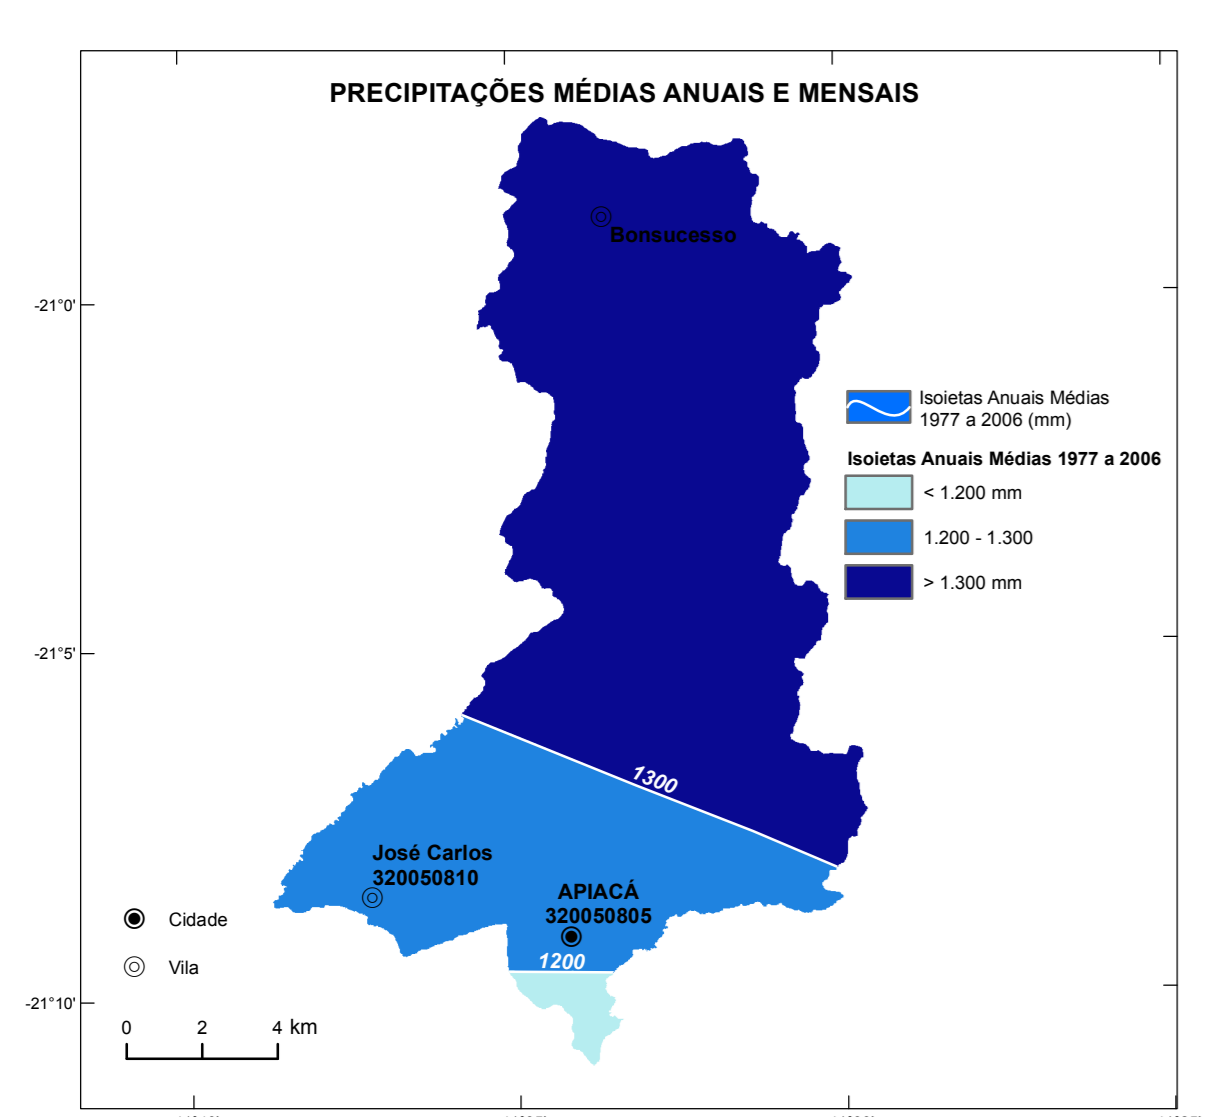 PRECIPITAÇÕES MÉDIAS ANUAIS E MENSAIS
Bonsucesso
-21°0'
Isoietas Anuais Médias
1977 a 2006 (mm)
Isoietas Anuais Médias 1977 a 2006
< 1.200 mm
1.200 - 1.300
> 1.300 mm
-21°5'
1300
José Carlos
320050810
APIACÁ
320050805
Cidade
1200
Vila
-21°10'
0 2 4 km